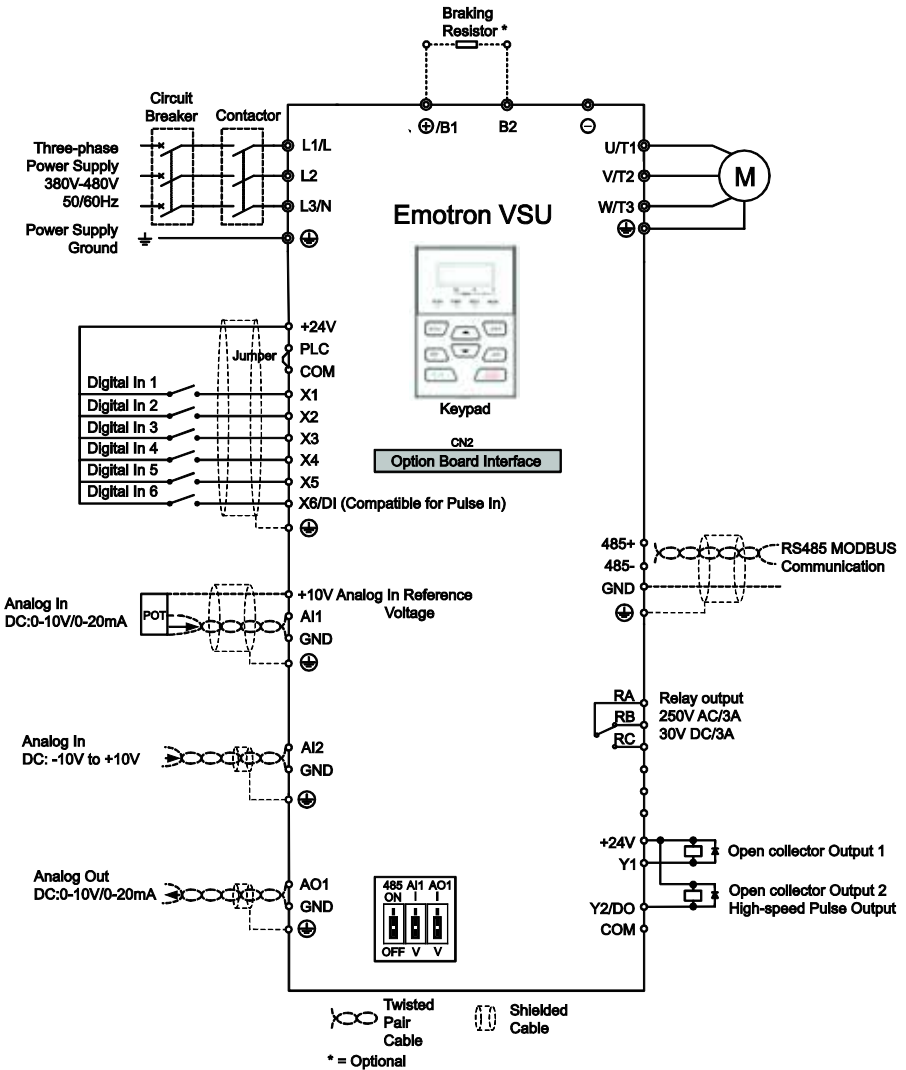 Braking
Resistor *
Circuit
Breaker
Contactor
⊕/B1
B2
⊖
Three-phase
Power Supply
380V-480V
50/60Hz
L1/L
L2
L3/N
U/T1
V/T2
W/T3
M
Emotron VSU
Power Supply
Ground
+24V
Jumper
PLC
COM
Digital In 1
X1
Digital In 2
X2
Digital In 3
X3
Digital In 4
X4
Digital In 5
X5
Digital In 6
X6/DI (Compatible for Pulse In)
Keypad
CN2
Option Board Interface
485+
485-
GND
RS485 MODBUS
Communication
Analog In
DC:0-10V/0-20mA
POT
+10V Analog In Reference
Voltage
AI1
GND
RA
RB
RC
Relay output
250V AC/3A
30V DC/3A
Analog In
DC: -10V to +10V
AI2
GND
+24V
Y1
Open collector Output 1
Y2/DO
COM
Open collector Output 2
High-speed Pulse Output
Analog Out
DC:0-10V/0-20mA
AO1
GND
485 AI1 AO1
ON I I
OFF V V
Twisted
Pair
Cable
Shielded
Cable
* = Optional